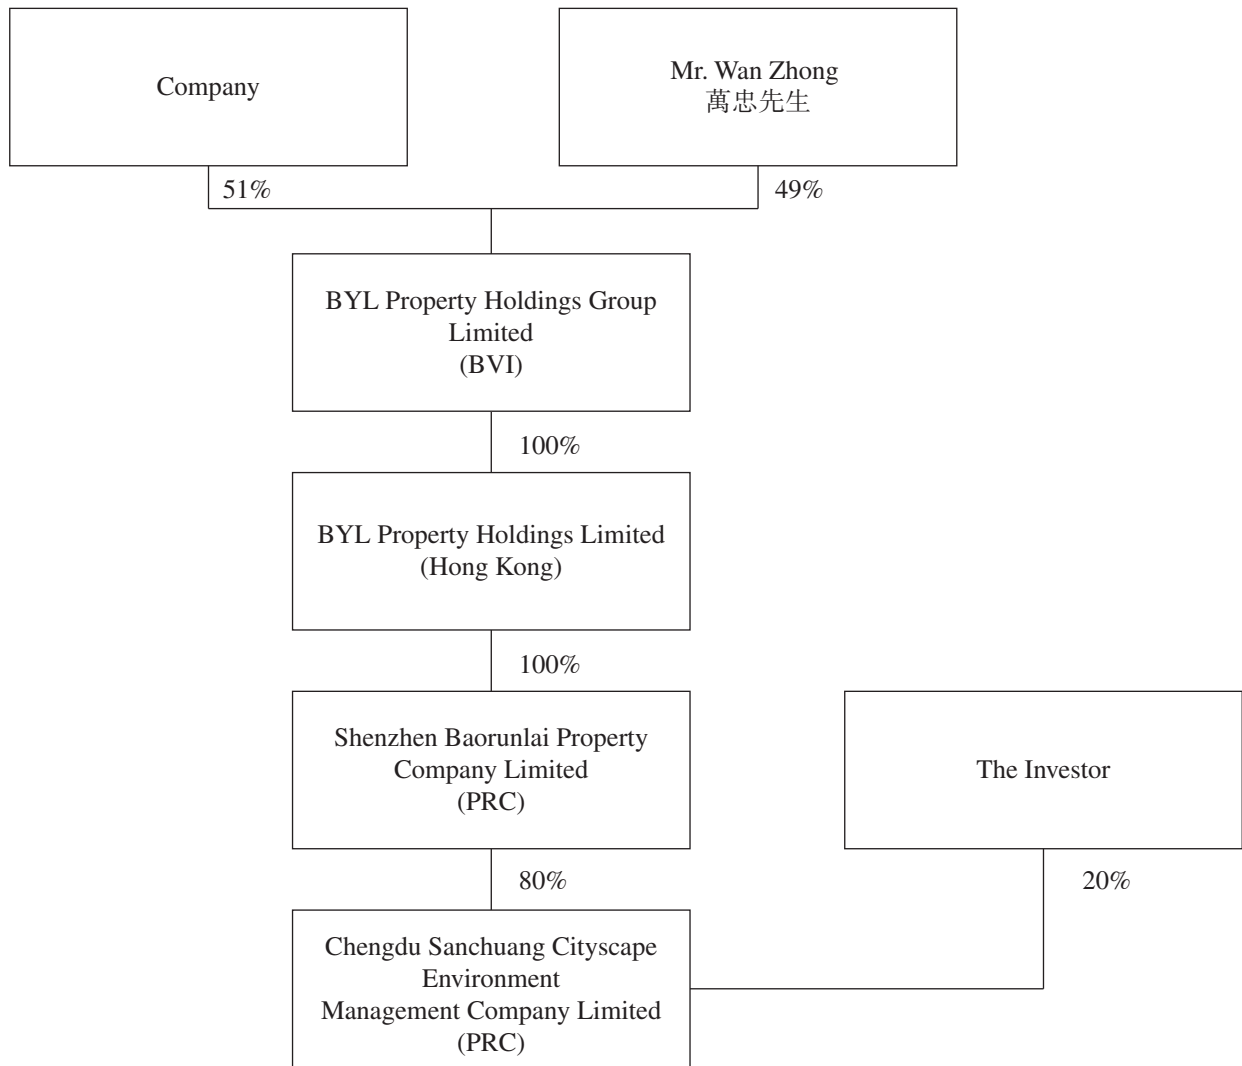 Company
Mr. Wan Zhong
萬忠先生
51%
49%
BYL Property Holdings Group
Limited
(BVI)
100%
BYL Property Holdings Limited
(Hong Kong)
100%
Shenzhen Baorunlai Property
Company Limited
(PRC)
The Investor
80%
20%
Chengdu Sanchuang Cityscape
Environment
Management Company Limited
(PRC)